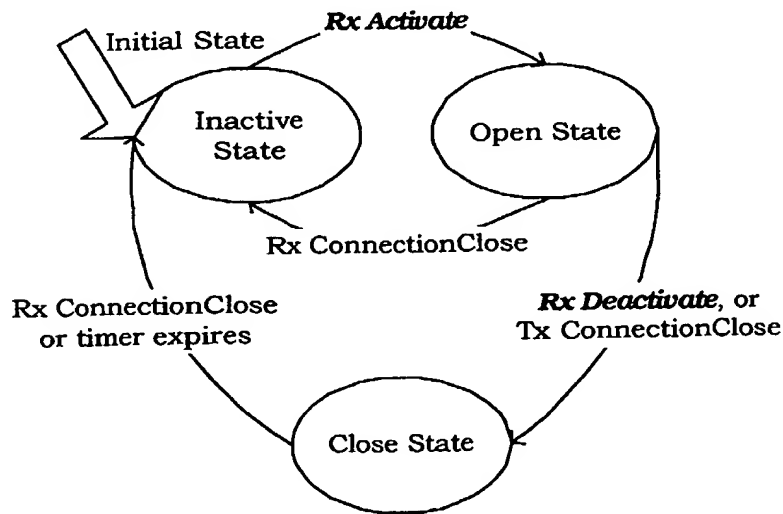 Rx Activate
Initial State
Inactive
State
Open State
Rx ConnectionClose
Rx ConnectionClose
or timer expires
Rx Deactivate, or
Tx ConnectionClose
Close State